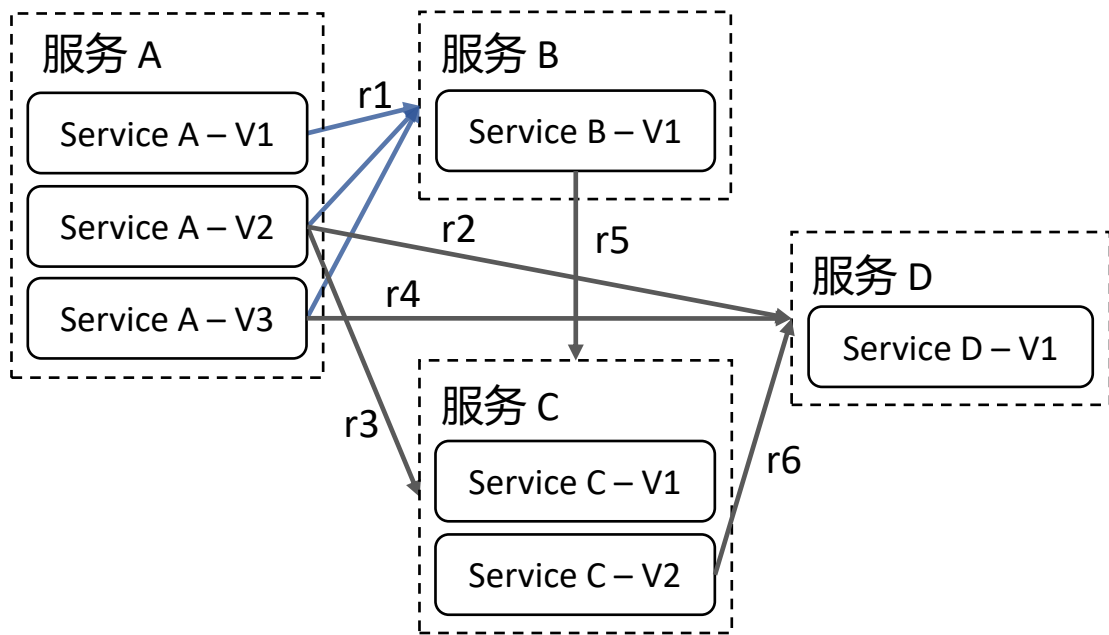 服务 A
Service A – V1
Service A – V2
Service A – V3
r1
服务 B
Service B – V1
r2
r5
r4
服务 D
Service D – V1
r3
服务 C
Service C – V1
Service C – V2
r6